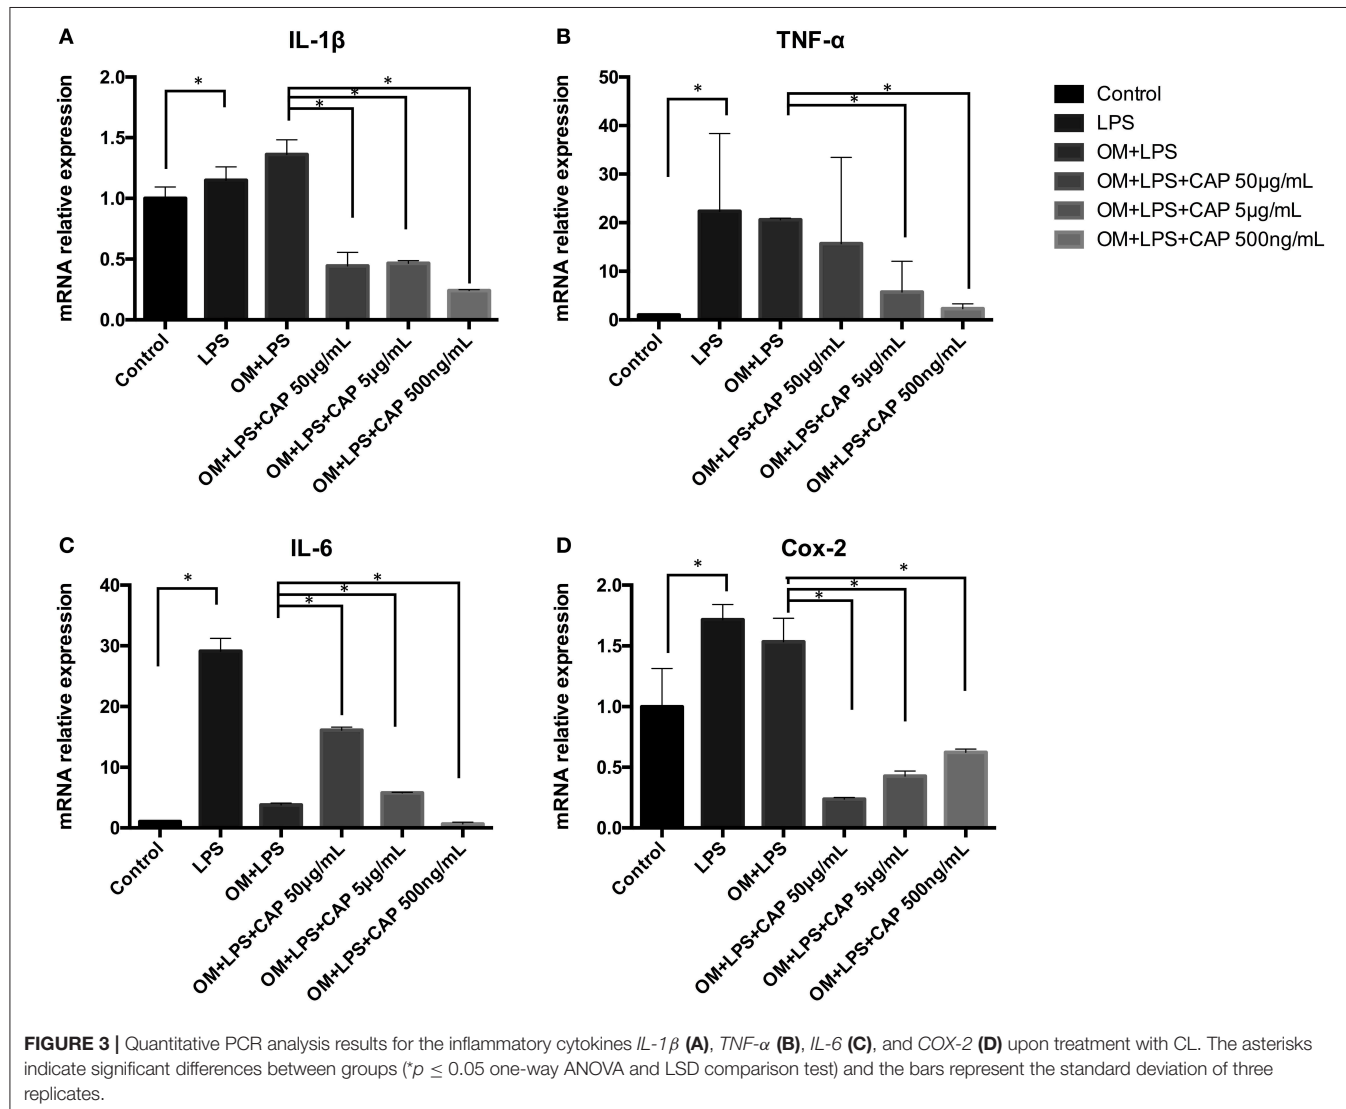 A
IL-1β
mRNA relative expression
2.0
1.5
1.0
0.5
0.0
*
*
*
*
Control
LPS
OM+LPS
OM+LPS+CAP 50μg/mL
OM+LPS+CAP 5μg/mL
OM+LPS+CAP 500ng/mL
B
TNF-α
mRNA relative expression
50
40
30
20
10
0
*
*
*
Control
LPS
OM+LPS
OM+LPS+CAP 50μg/mL
OM+LPS+CAP 5μg/mL
OM+LPS+CAP 500ng/mL
Control
LPS
OM+LPS
OM+LPS+CAP 50μg/mL
OM+LPS+CAP 5μg/mL
OM+LPS+CAP 500ng/mL
C
IL-6
mRNA relative expression
40
30
20
10
0
*
*
*
*
Control
LPS
OM+LPS
OM+LPS+CAP 50μg/mL
OM+LPS+CAP 5μg/mL
OM+LPS+CAP 500ng/mL
D
Cox-2
mRNA relative expression
2.0
1.5
1.0
0.5
0.0
*
*
*
*
Control
LPS
OM+LPS
OM+LPS+CAP 50μg/mL
OM+LPS+CAP 5μg/mL
OM+LPS+CAP 500ng/mL
FIGURE 3 | Quantitative PCR analysis results for the inflammatory cytokines IL-1β (A), TNF-α (B), IL-6 (C), and COX-2 (D) upon treatment with CL. The asterisks
indicate significant differences between groups (*p ≤ 0.05 one-way ANOVA and LSD comparison test) and the bars represent the standard deviation of three
replicates.